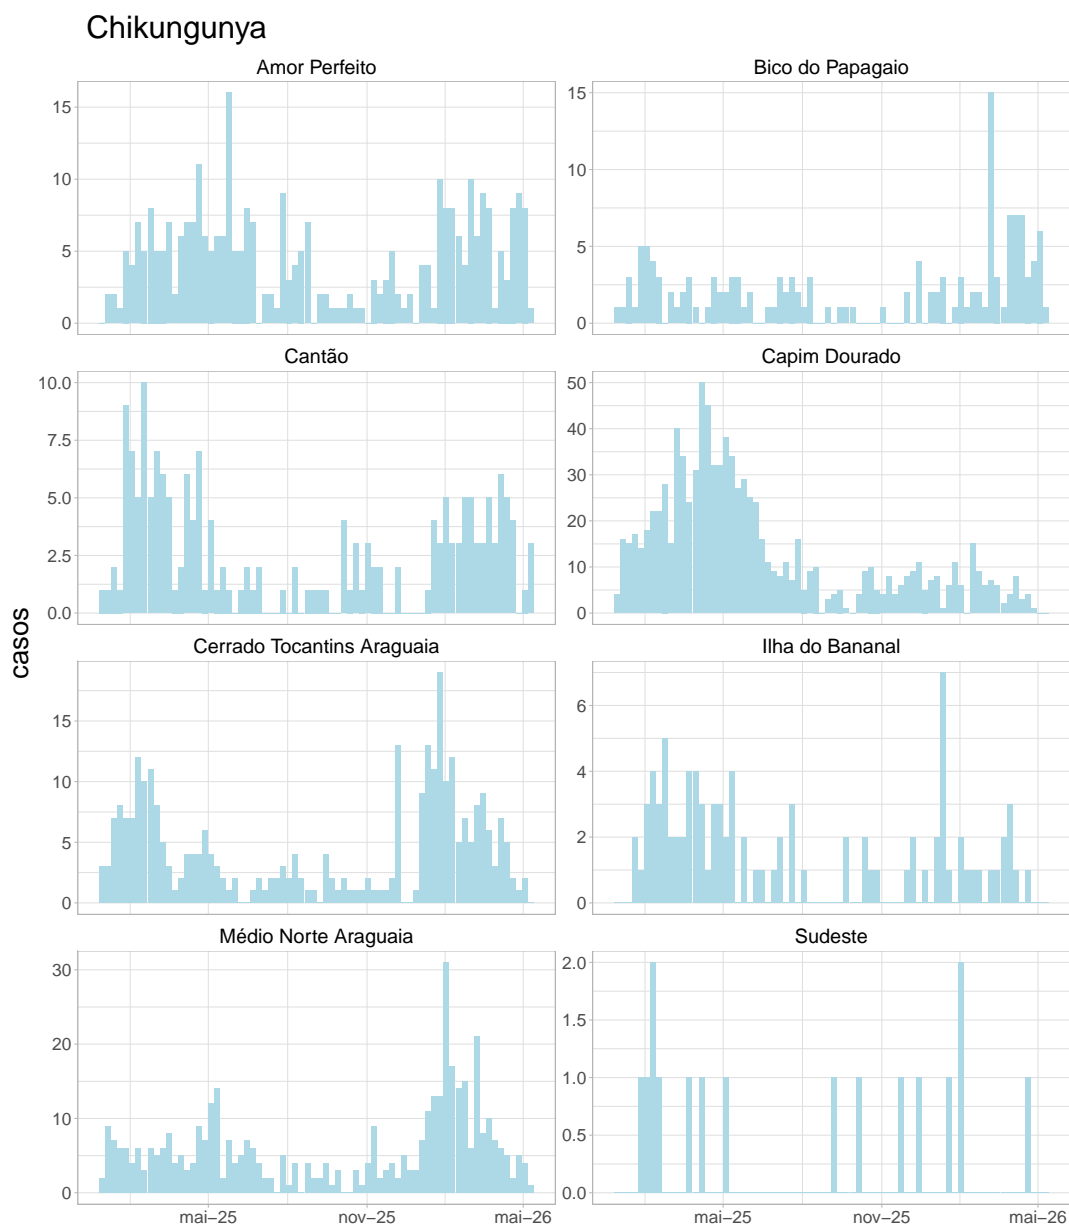 Chikungunya
Amor Perfeito
Bico do Papagaio
15
10
5
0
15
10
5
0
Cantão
Capim Dourado
10.0
7.5
5.0
2.5
0.0
50
40
30
20
10
0
casos
Cerrado Tocantins Araguaia
Ilha do Bananal
15
10
5
0
6
4
2
0
Médio Norte Araguaia
Sudeste
30
20
10
0
2.0
1.5
1.0
0.5
0.0
mai–25
nov–25
mai–26
mai–25
nov–25
mai–26